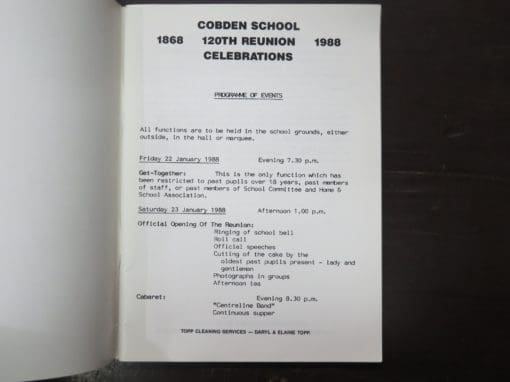 COBDEN SCHOOL
1868 120TH REUNION 1988
CELEBRATIONS
PROGRAMME OF EVENTS
All functions are to be held in the school grounds, either
outside, in the hall or marquee.
Friday 22 January 1988 Evening 7.30 p.m.
Get-Together: This is the only function which has
been restricted to past pupils over 18 years, past members
of staff, or past members of School Committee and Home &
School Association.
Saturday 23 January 1988 Afternoon 1.00 p.m.
Official Opening Of The Reunion:
Ringing of school bell
Roll call
Official speeches
Cutting of the cake by the
oldest past pupils present - lady and
gentlemen
Photographs in groups
Afternoon tea
Cabaret: Evening 8.30 p.m.
"Centreline Band"
Continuous supper
TOPP CLEANING SERVICES — DARYL & ELAINE TOPP.